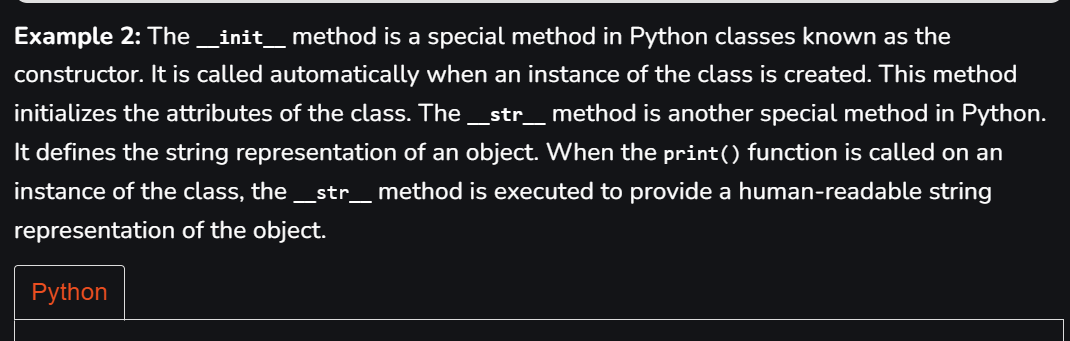 Example 2: The __init__ method is a special method in Python classes known as the
constructor. It is called automatically when an instance of the class is created. This method
initializes the attributes of the class. The __str__ method is another special method in Python.
It defines the string representation of an object. When the print() function is called on an
instance of the class, the __str__ method is executed to provide a human-readable string
representation of the object.
Python